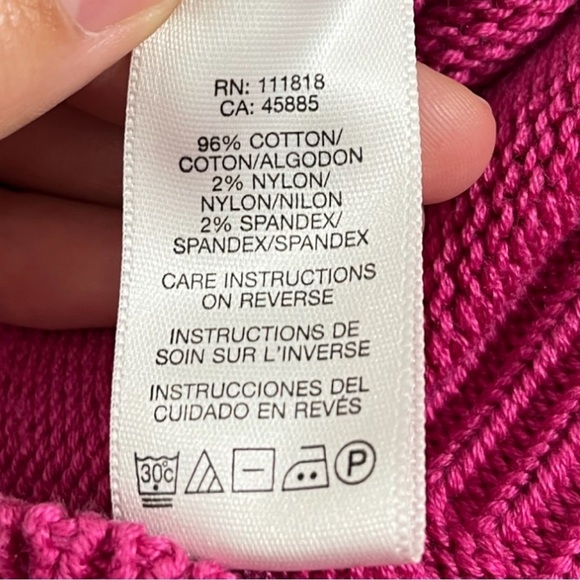 RN: 111818
CA: 45885
96% COTTON/
COTON/ALGODON
2% NYLON/
NYLON/NILON
2% SPANDEX/
SPANDEX/SPANDEX
CARE INSTRUCTIONS
ON REVERSE
INSTRUCTIONS DE
SOIN SUR L'INVERSE
INSTRUCCIONES DEL
CUIDADO EN REVÉS
30°C P